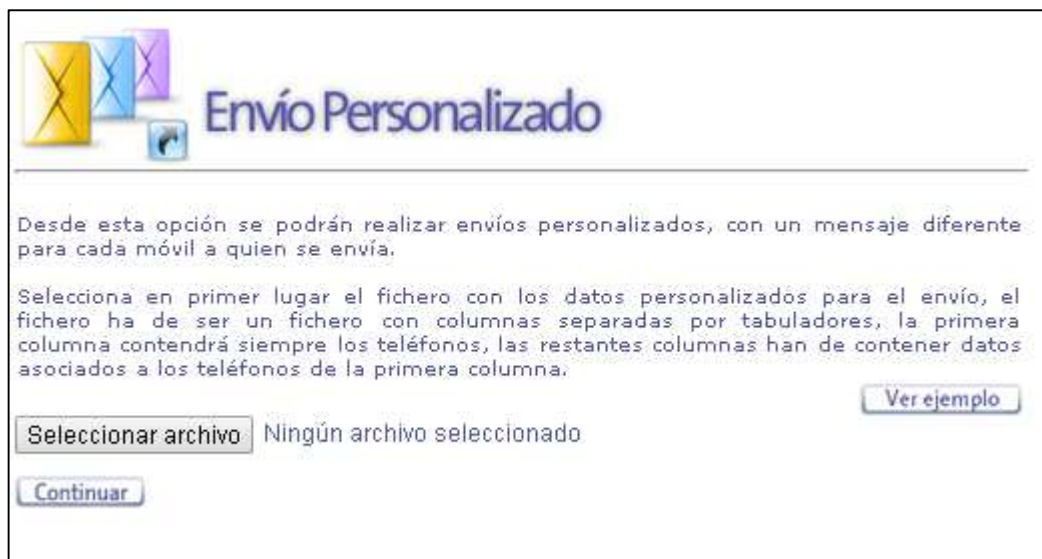 Envío Personalizado
Desde esta opción se podrán realizar envíos personalizados, con un mensaje diferente
para cada móvil a quien se envía.
Selecciona en primer lugar el fichero con los datos personalizados para el envío, el
fichero ha de ser un fichero con columnas separadas por tabuladores, la primera
columna contendrá siempre los teléfonos, las restantes columnas han de contener datos
asociados a los teléfonos de la primera columna.
Ver ejemplo
Seleccionar archivo Ningún archivo seleccionado
Continuar